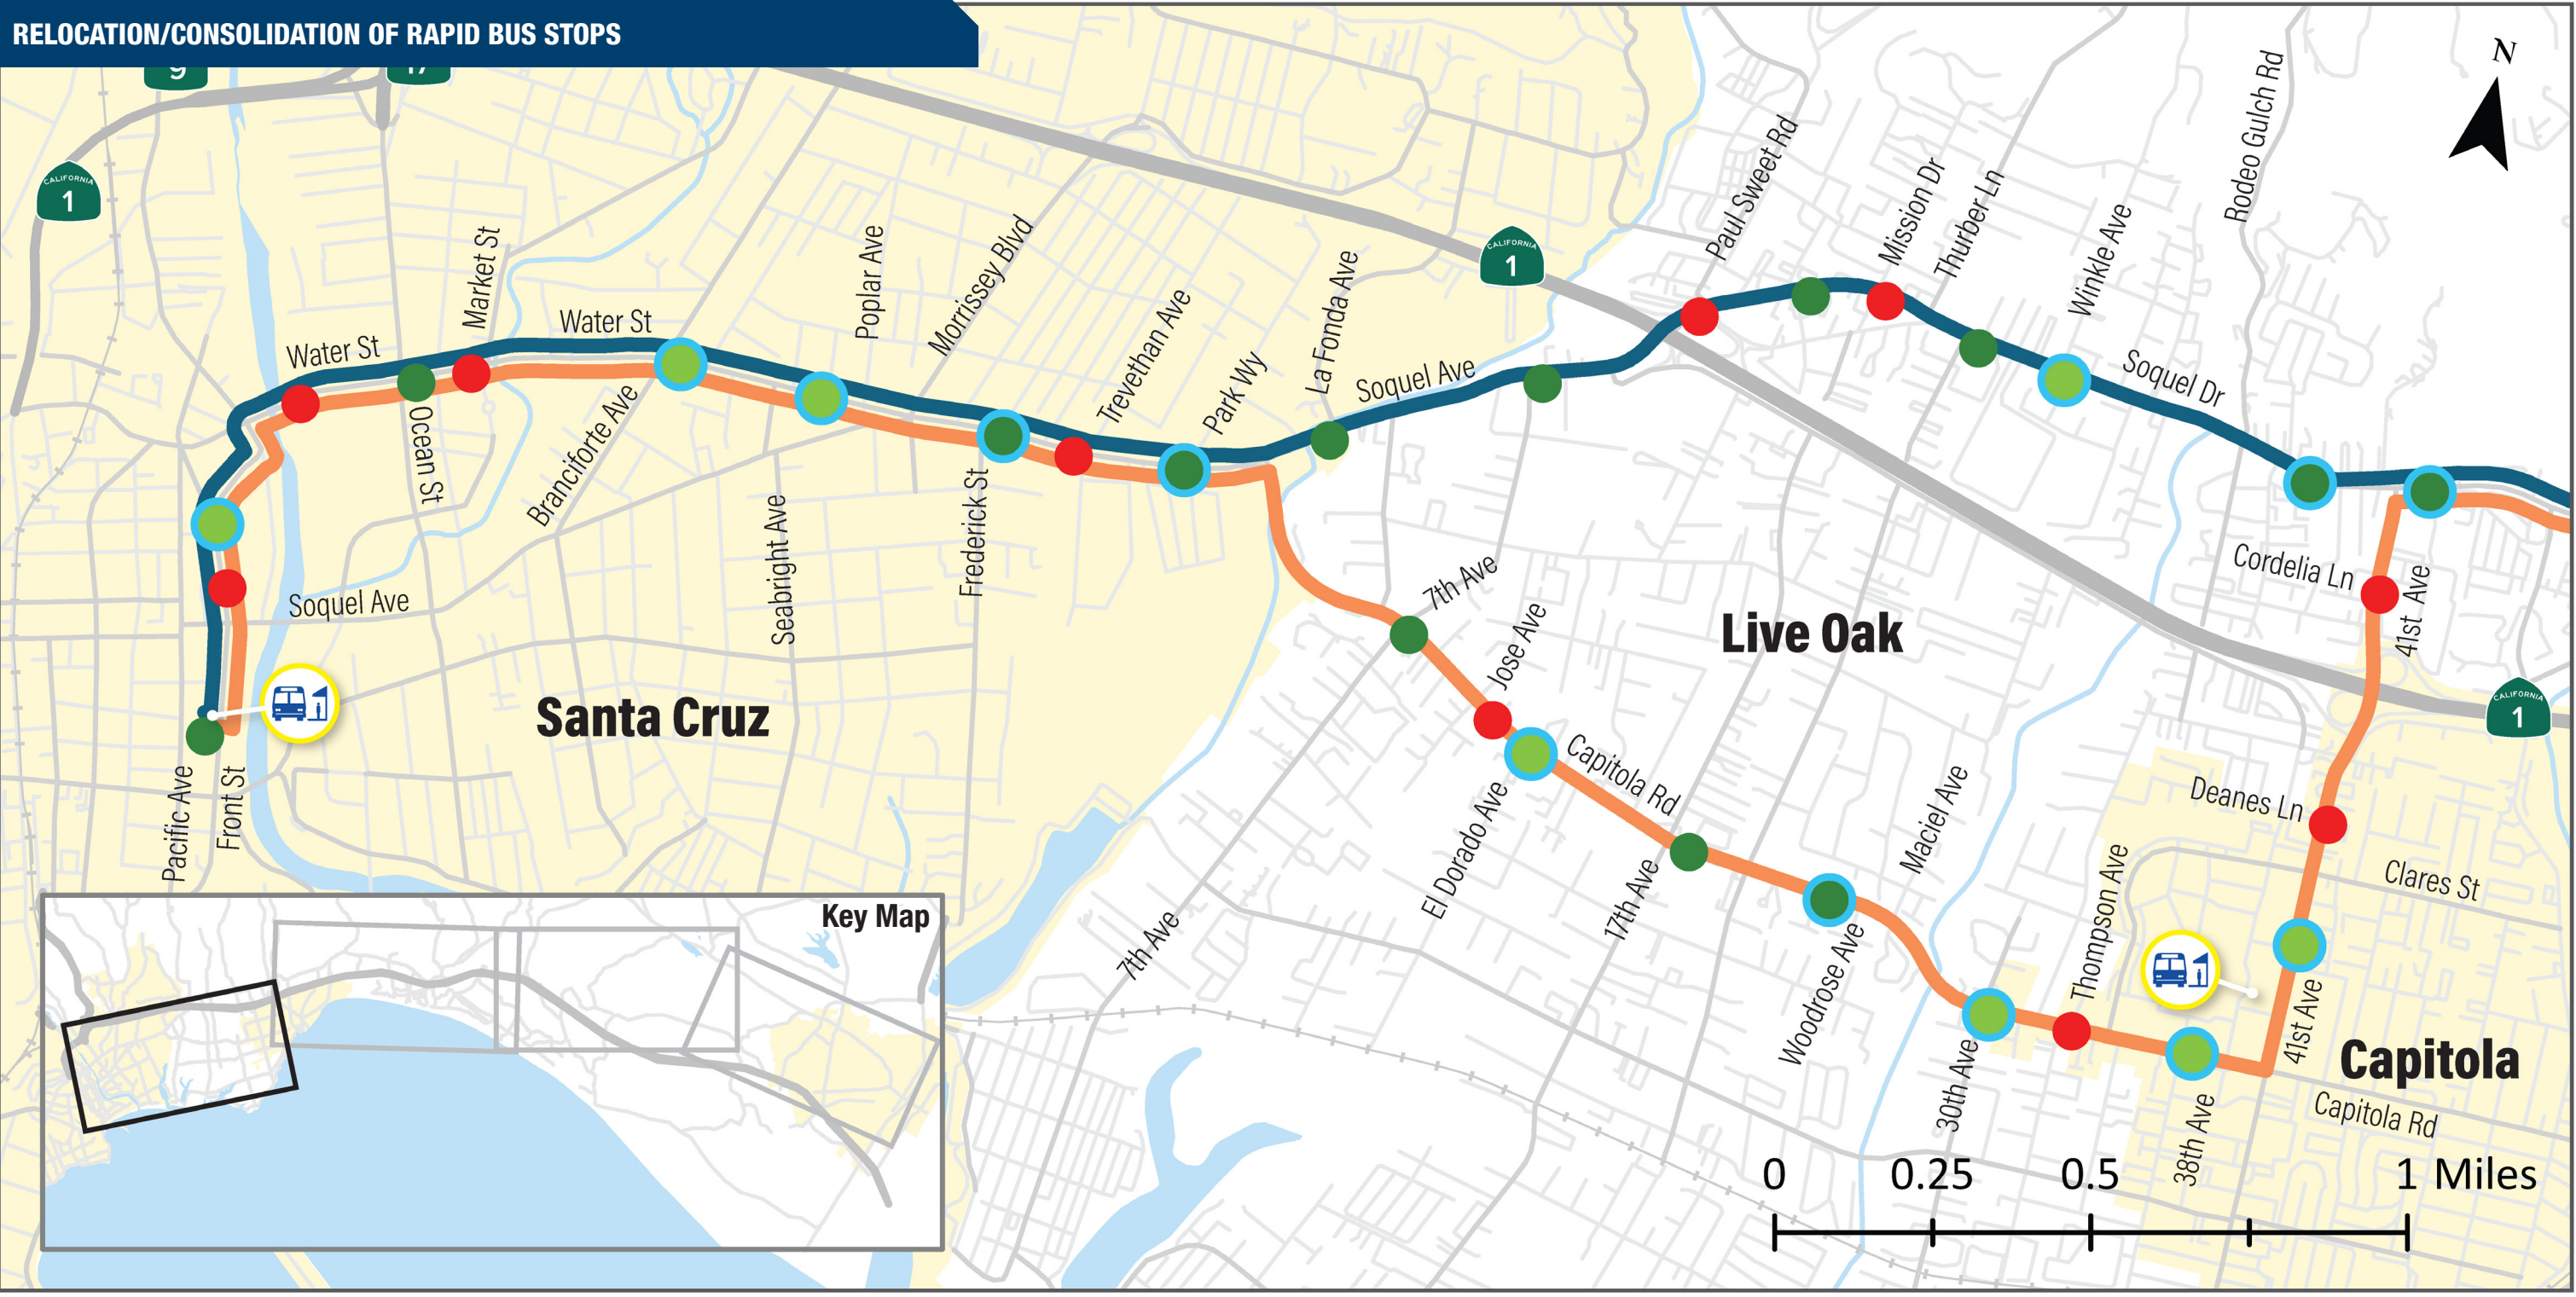 RELOCATION/CONSOLIDATION OF RAPID BUS STOPS
9
17
N
CALIFORNIA
1
CALIFORNIA
1
CALIFORNIA
1
Paul Sweet Rd
Mission Dr
Thurber Ln
Winkle Ave
Rodeo Gulch Rd
Market St
Water St
Water St
Poplar Ave
Morrissey Blvd
Trevethan Ave
Park Wy
La Fonda Ave
Soquel Ave
Soquel Dr
Ocean St
Branciforte Ave
Seabright Ave
Frederick St
Soquel Ave
7th Ave
Jose Ave
Live Oak
Cordelia Ln
41st Ave
Santa Cruz
Pacific Ave
Front St
Capitola Rd
El Dorado Ave
17th Ave
Maciel Ave
Woodrose Ave
Deanes Ln
Clares St
Thompson Ave
7th Ave
30th Ave
38th Ave
41st Ave
Capitola
Capitola Rd
Key Map
0
0.25
0.5
1 Miles